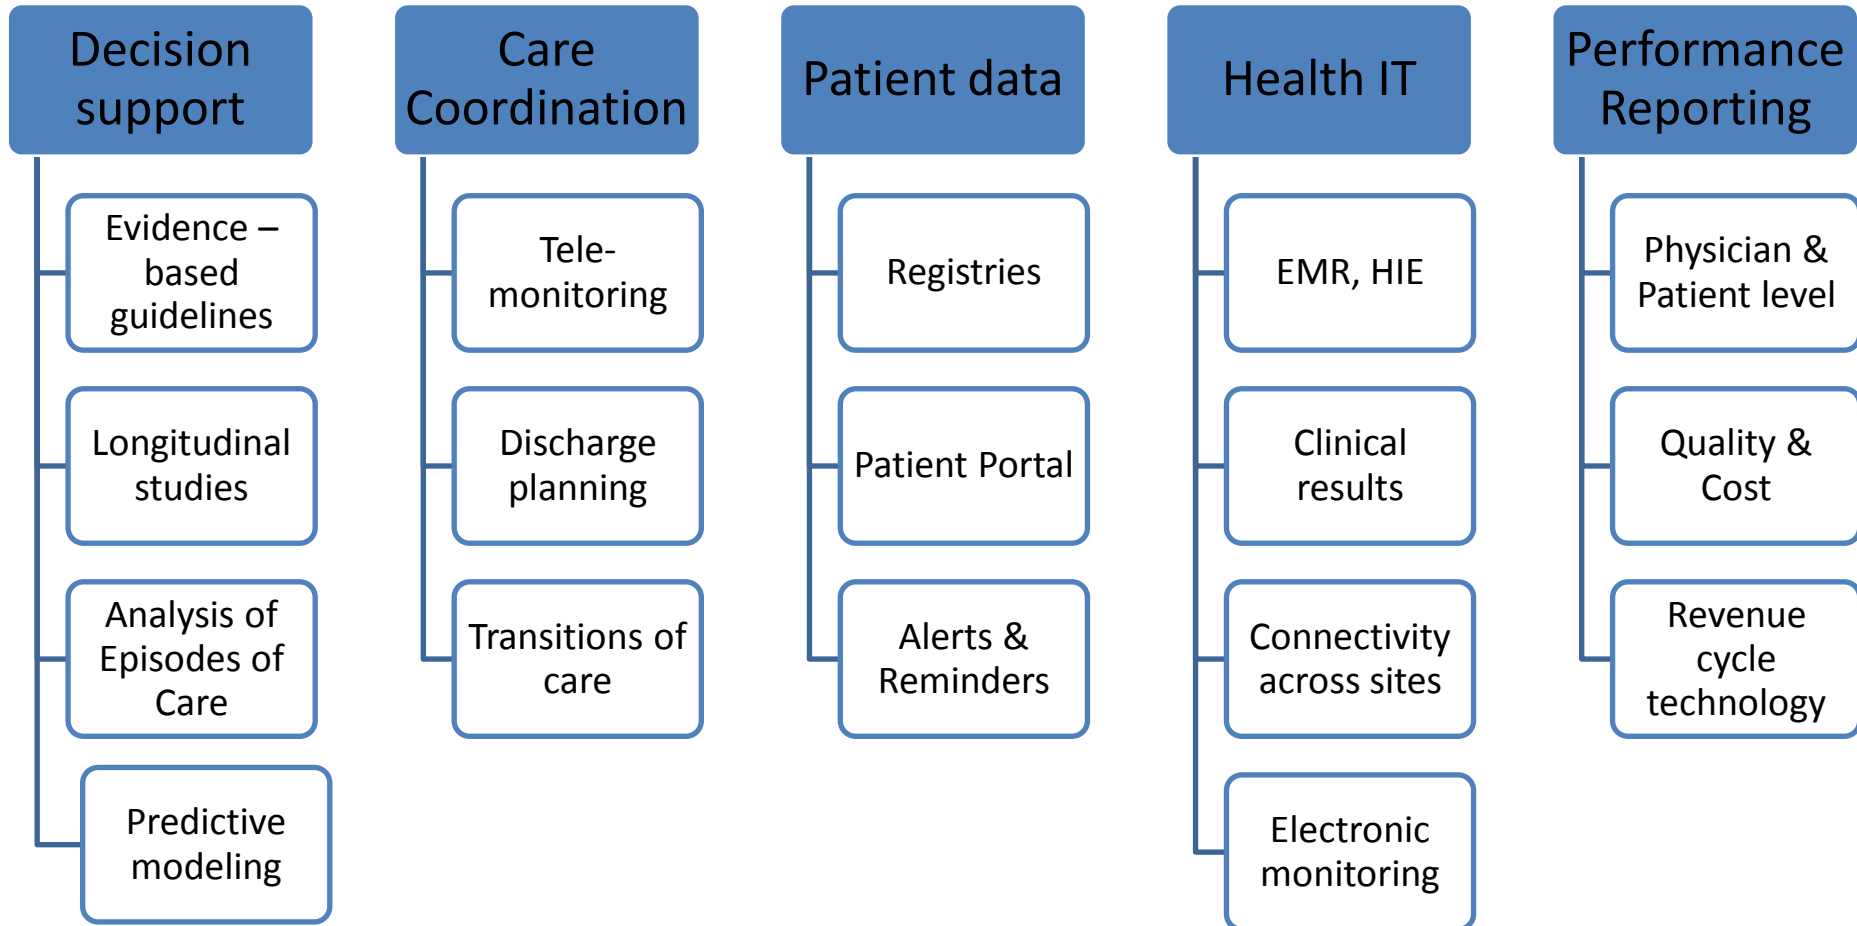 Decision
support
Evidence –
based
guidelines
Longitudinal
studies
Analysis of
Episodes of
Care
Predictive
modeling
Care
Coordination
Tele-
monitoring
Discharge
planning
Transitions of
care
Patient data
Registries
Patient Portal
Alerts &
Reminders
Health IT
EMR, HIE
Clinical
results
Connectivity
across sites
Electronic
monitoring
Performance
Reporting
Physician &
Patient level
Quality &
Cost
Revenue
cycle
technology